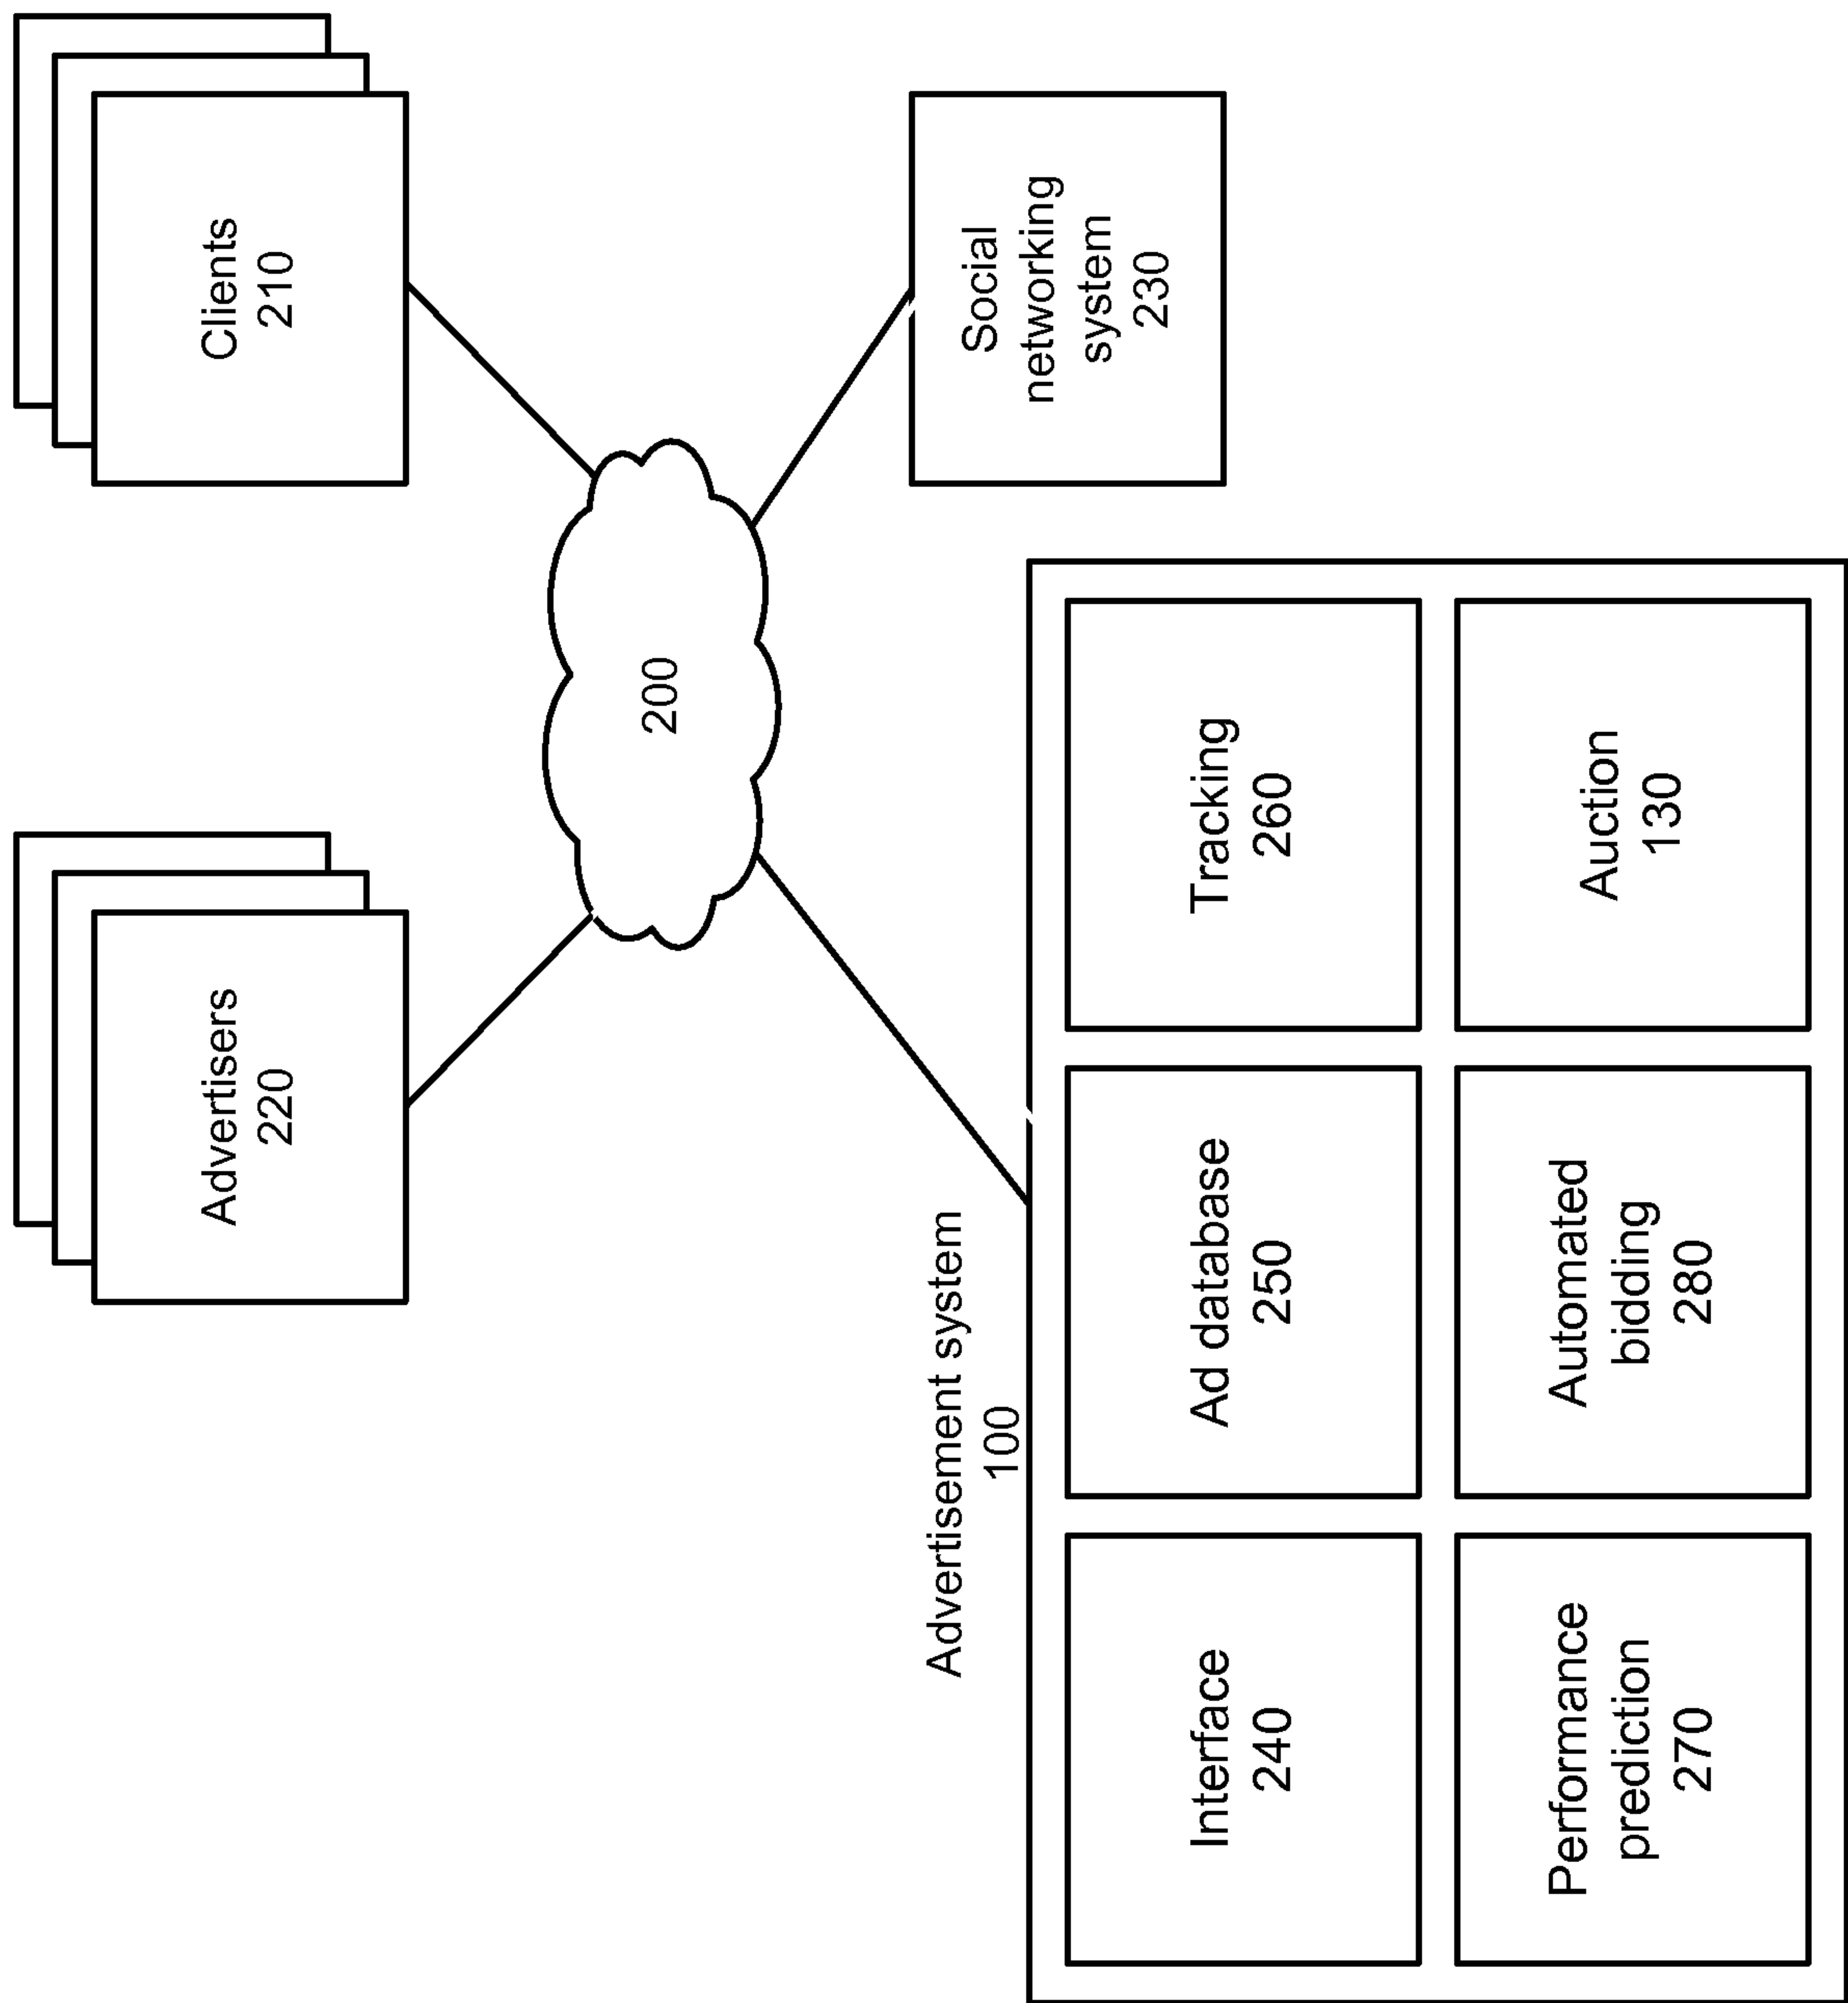 Advertisers
220
Clients
210
200
Advertisement system
100
Social
networking
system
230
Interface
240
Ad database
250
Tracking
260
Performance
prediction
270
Automated
bidding
280
Auction
130